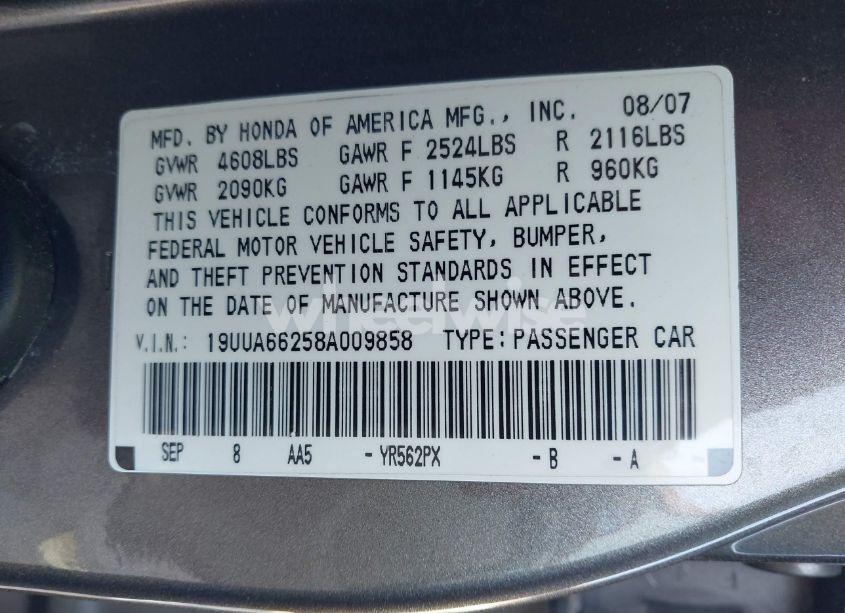 MFD. BY HONDA OF AMERICA MFG., INC. 08/07
GVWR 4608LBS GAWR F 2524LBS R 2116LBS
GVWR 2090KG GAWR F 1145KG R 960KG
THIS VEHICLE CONFORMS TO ALL APPLICABLE
FEDERAL MOTOR VEHICLE SAFETY, BUMPER,
AND THEFT PREVENTION STANDARDS IN EFFECT
ON THE DATE OF MANUFACTURE SHOWN ABOVE.
wheelwise
V.I.N.: 19UUA66258A009858 TYPE: PASSENGER CAR
SEP 8 AA5 - YR562PX - B - A